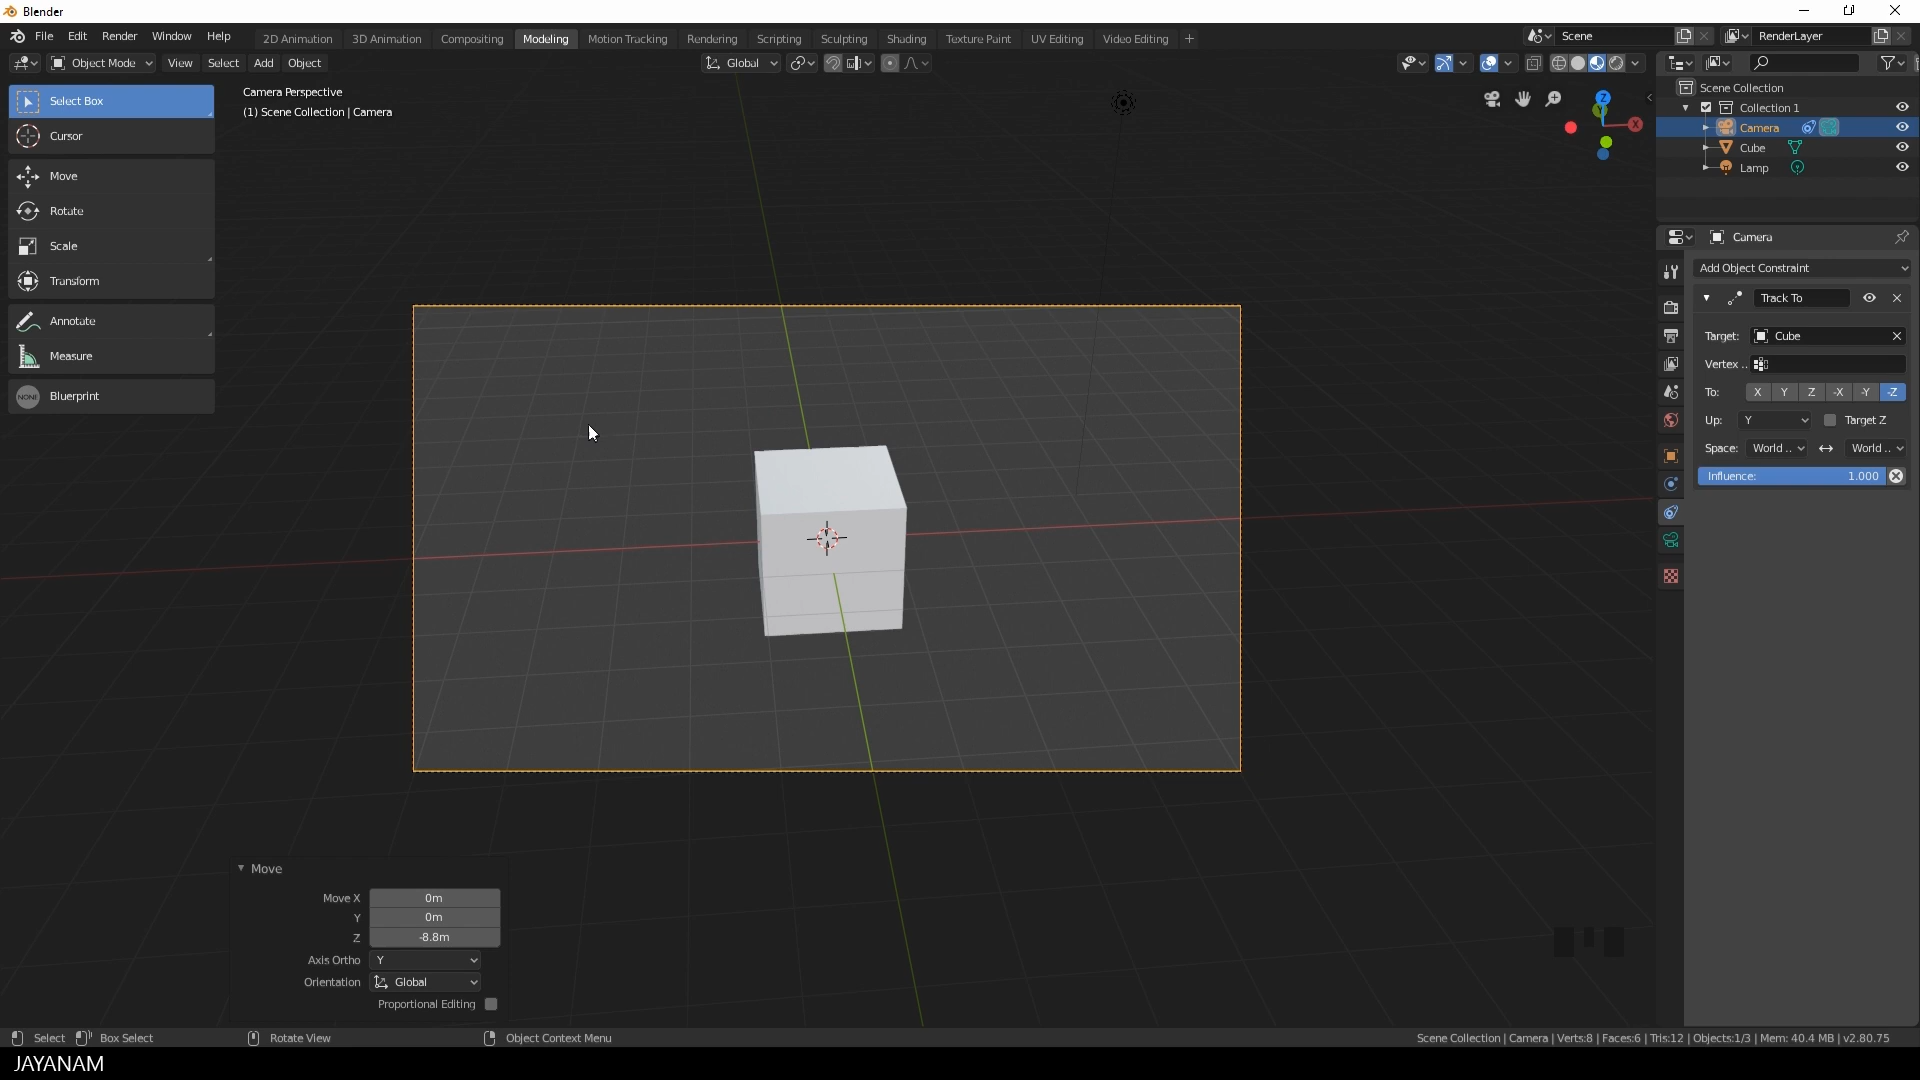 Blender
File Edit Render Window Help 2D Animation 3D Animation Compositing Modeling Motion Tracking Rendering Scripting Sculpting Shading Texture Paint UV Editing Video Editing + Scene RenderLayer
Object Mode View Select Add Object Global
Select Box
Cursor
Move
Rotate
Scale
Transform
Annotate
Measure
NONE Bluerprint
Camera Perspective
(1) Scene Collection | Camera
Z
Y
X
Scene Collection
Collection 1
Camera
Cube
Lamp
Camera
Add Object Constraint
Track To
Target: Cube
Vertex ..
To: X Y Z -X -Y -Z
Up: Y Target Z
Space: World .. World ..
Influence: 1.000
Move
Move X 0m
Y 0m
Z -8.8m
Axis Ortho Y
Orientation Global
Proportional Editing
Select Box Select Rotate View Object Context Menu Scene Collection | Camera | Verts:8 | Faces:6 | Tris:12 | Objects:1/3 | Mem: 40.4 MB | v2.80.75
JAYANAM